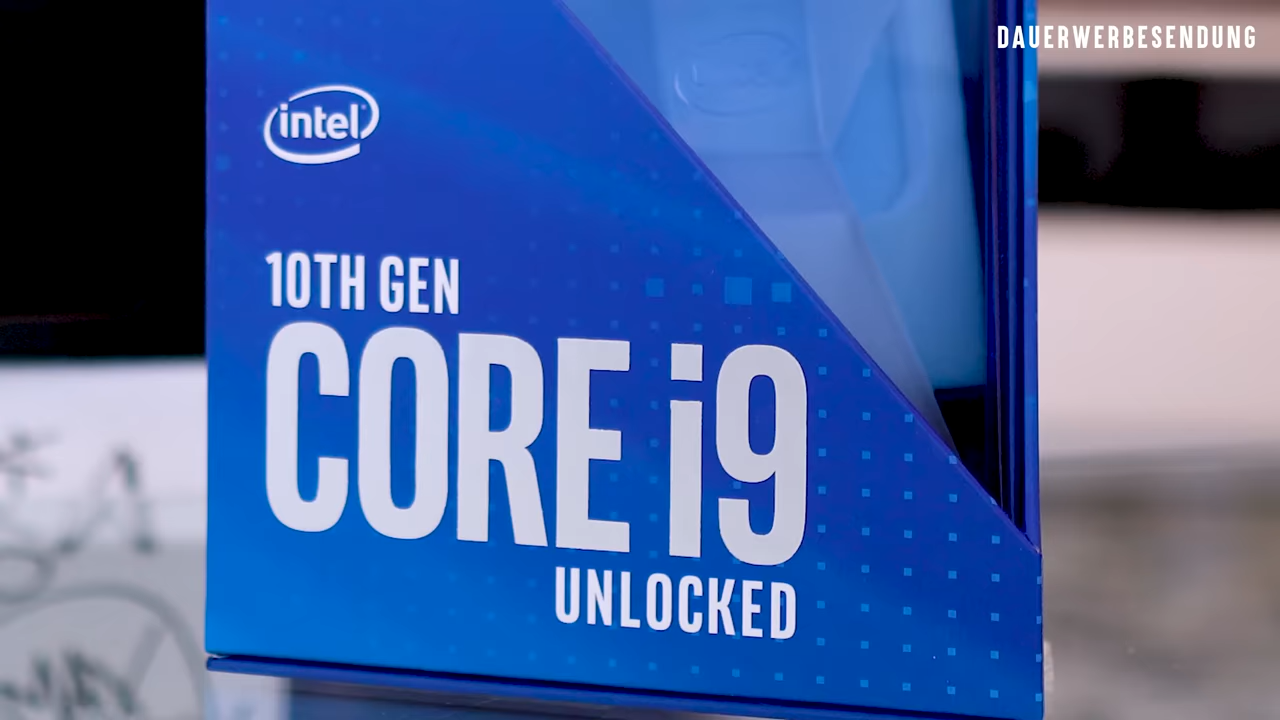 DAUERWERBESENDUNG
intel
10TH GEN
CORE i9
UNLOCKED